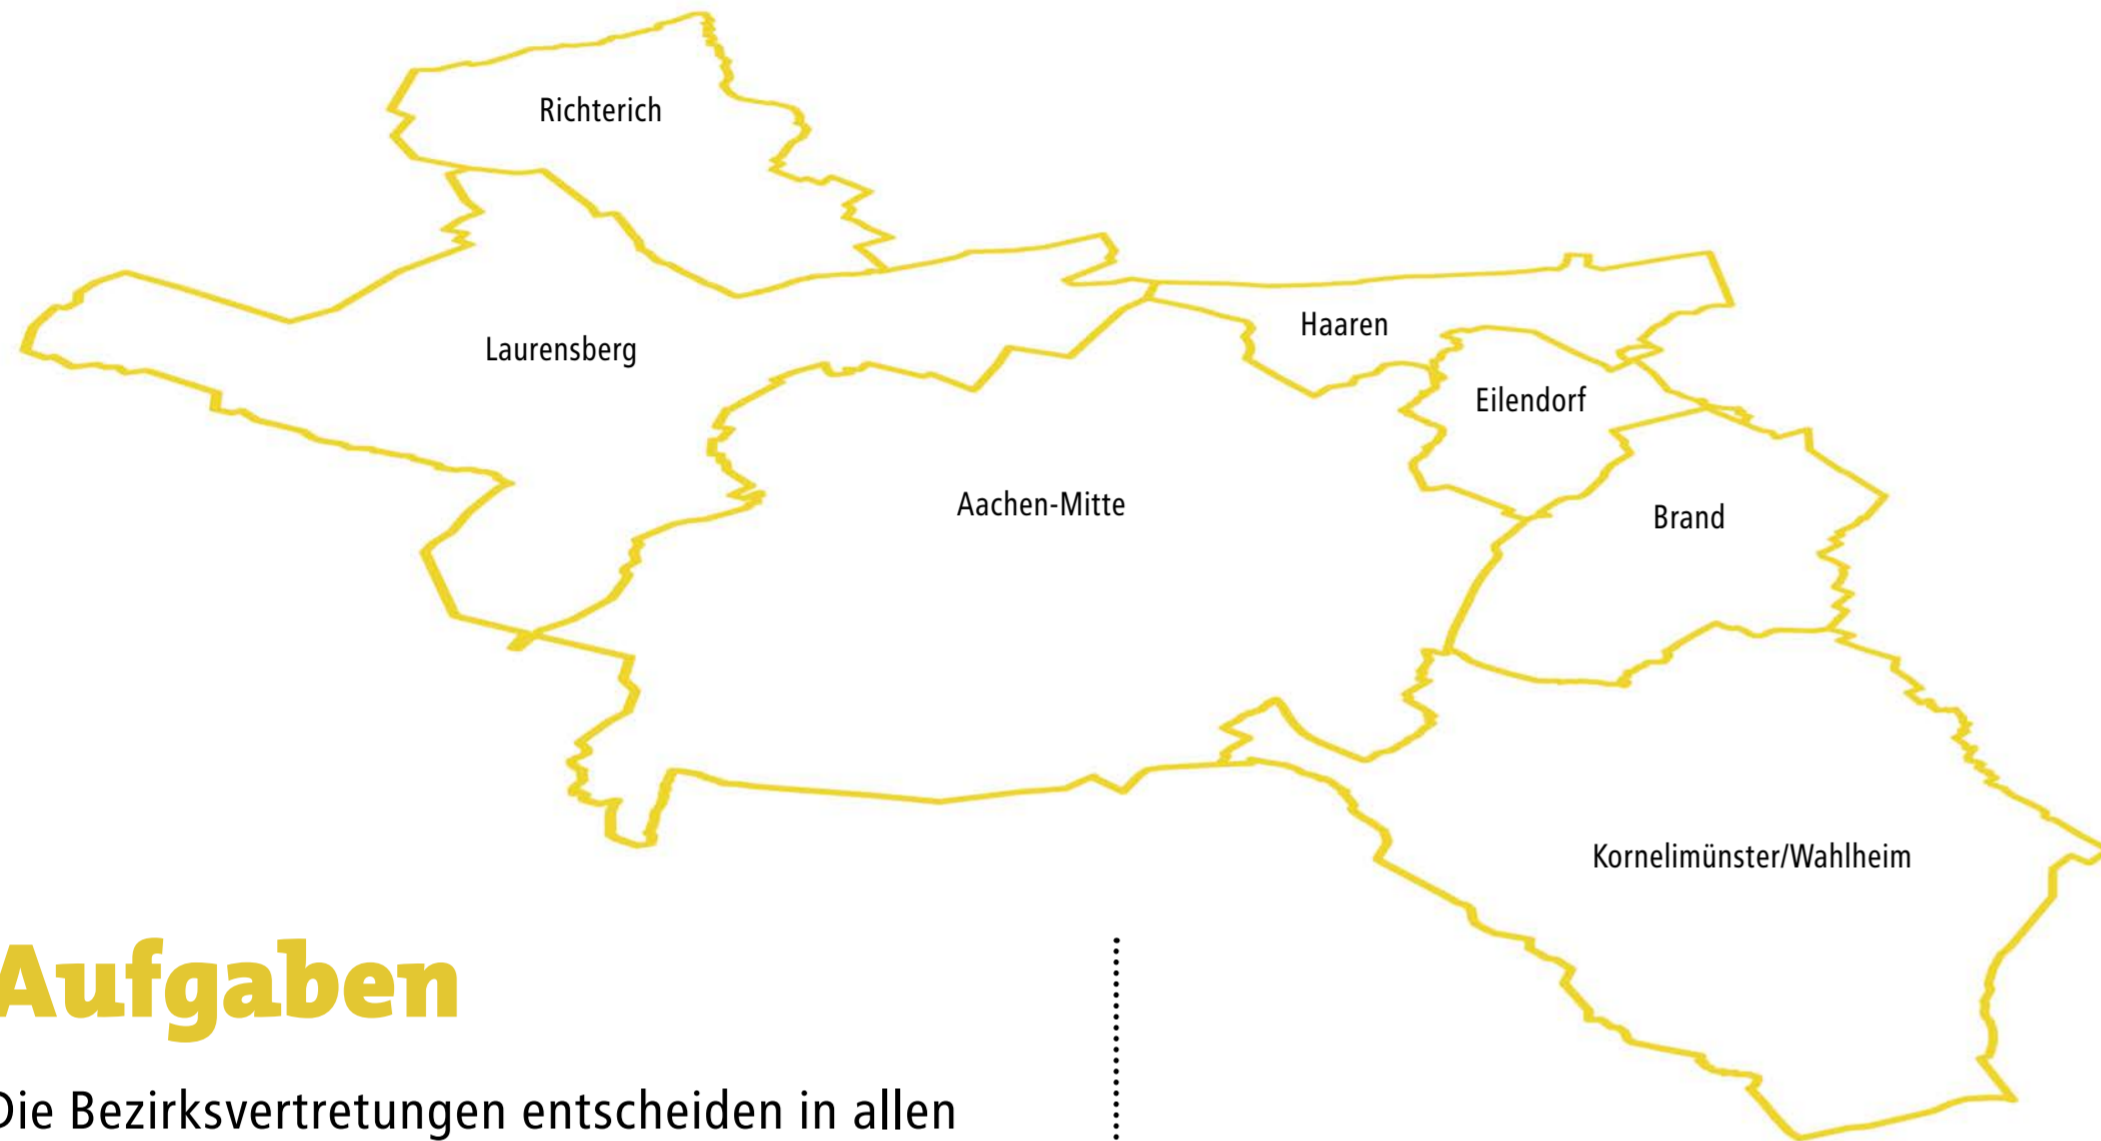 Richterich
Haaren
Laurensberg
Eilendorf
Aachen-Mitte
Brand
Kornelimünster/Wahlheim
Aufgaben
Die Bezirksvertretungen entscheiden in allen